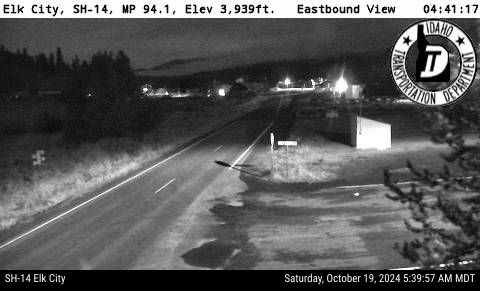 Elk City, SH-14, MP 94.1, Elev 3,939ft. Eastbound View 04:41:17
IDAHO
TRANSPORTATION DEPARTMENT
SH-14 Elk City Saturday, October 19, 2024 5:39:57 AM MDT